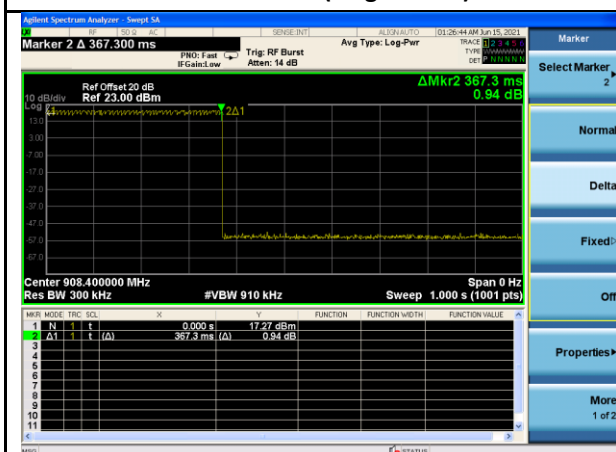 Agilent Spectrum Analyzer - Swept SA
RF 50 Ω AC SENSE:INT ALIGN AUTO 01:26:44 AM Jun 15, 2021
Marker 2 Δ 367.300 ms
PNO: Fast
IFGain:Low
Trig: RF Burst
Atten: 14 dB
Avg Type: Log-Pwr
TRACE 1 2 3 4 5 6
TYPE
DET P N N N N N
Ref Offset 20 dB
10 dB/div Ref 23.00 dBm
ΔMkr2 367.3 ms
0.94 dB
Log
2Δ1
13.0
3.00
-7.00
-17.0
-27.0
-37.0
-47.0
-57.0
-67.0
Center 908.400000 MHz Span 0 Hz
Res BW 300 kHz #VBW 910 kHz Sweep 1.000 s (1001 pts)
MKR MODE TRC SCL X Y FUNCTION FUNCTION WIDTH FUNCTION VALUE
1 N 1 t 0.000 s 17.27 dBm
2 Δ1 1 t (Δ) 367.3 ms (Δ) 0.94 dB
3
4
5
6
7
8
9
10
11
MSG STATUS
Marker
Select Marker
2
Normal
Delta
Fixed
Off
Properties
More
1 of 2